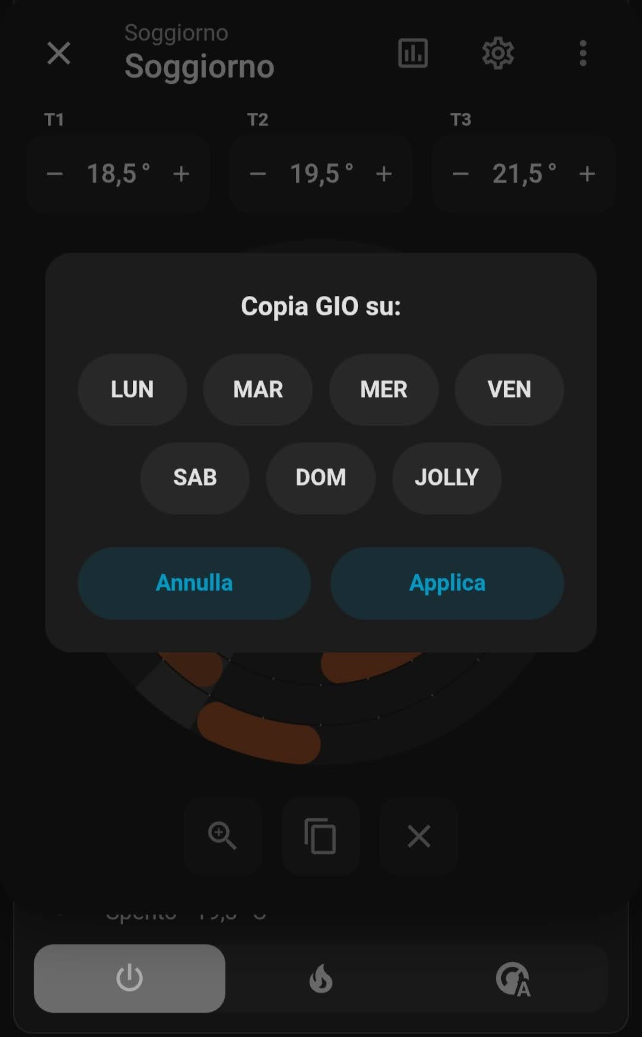 Soggiorno
Soggiorno
T1 T2 T3
− 18,5° + − 19,5° + − 21,5° +
Copia GIO su:
LUN MAR MER VEN
SAB DOM JOLLY
Annulla Applica
A